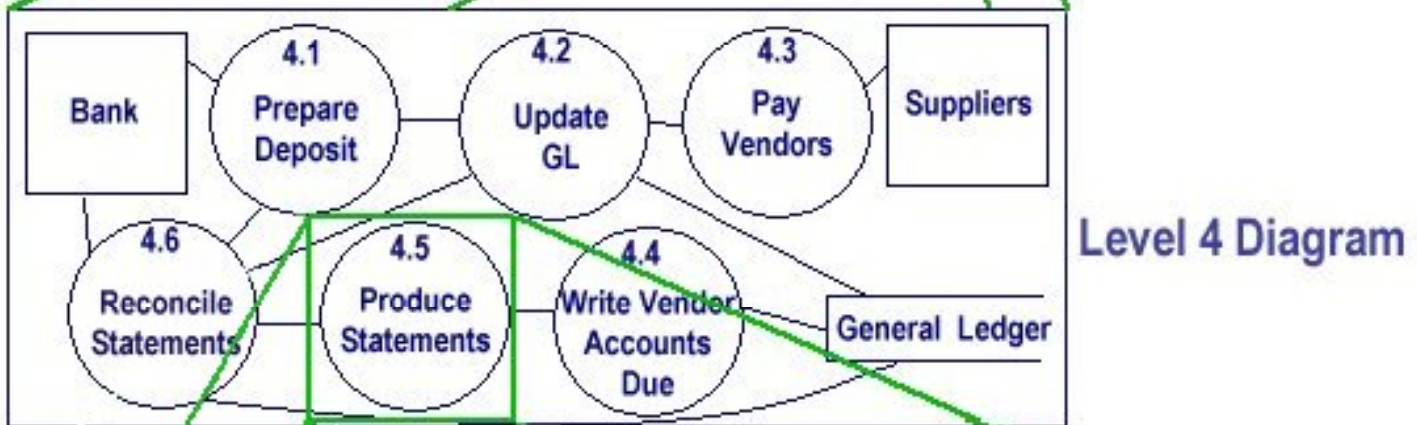 Bank
4.1
Prepare
Deposit
4.2
Update
GL
4.3
Pay
Vendors
Suppliers
Level 4 Diagram
4.6
Reconcile
Statements
4.5
Produce
Statements
4.4
Write Vendor
Accounts
Due
General Ledger